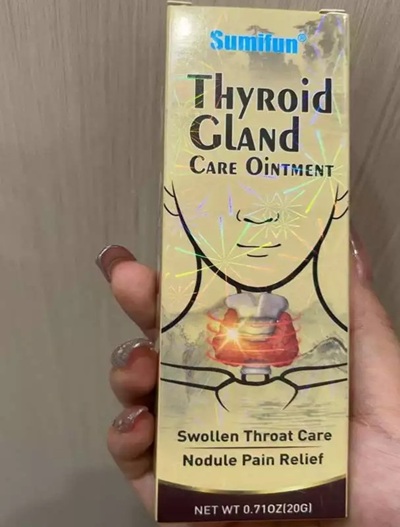 Sumifun®
Thyroid
Gland
Care Ointment
Swollen Throat Care
Nodule Pain Relief
NET WT 0.71OZ(20G)